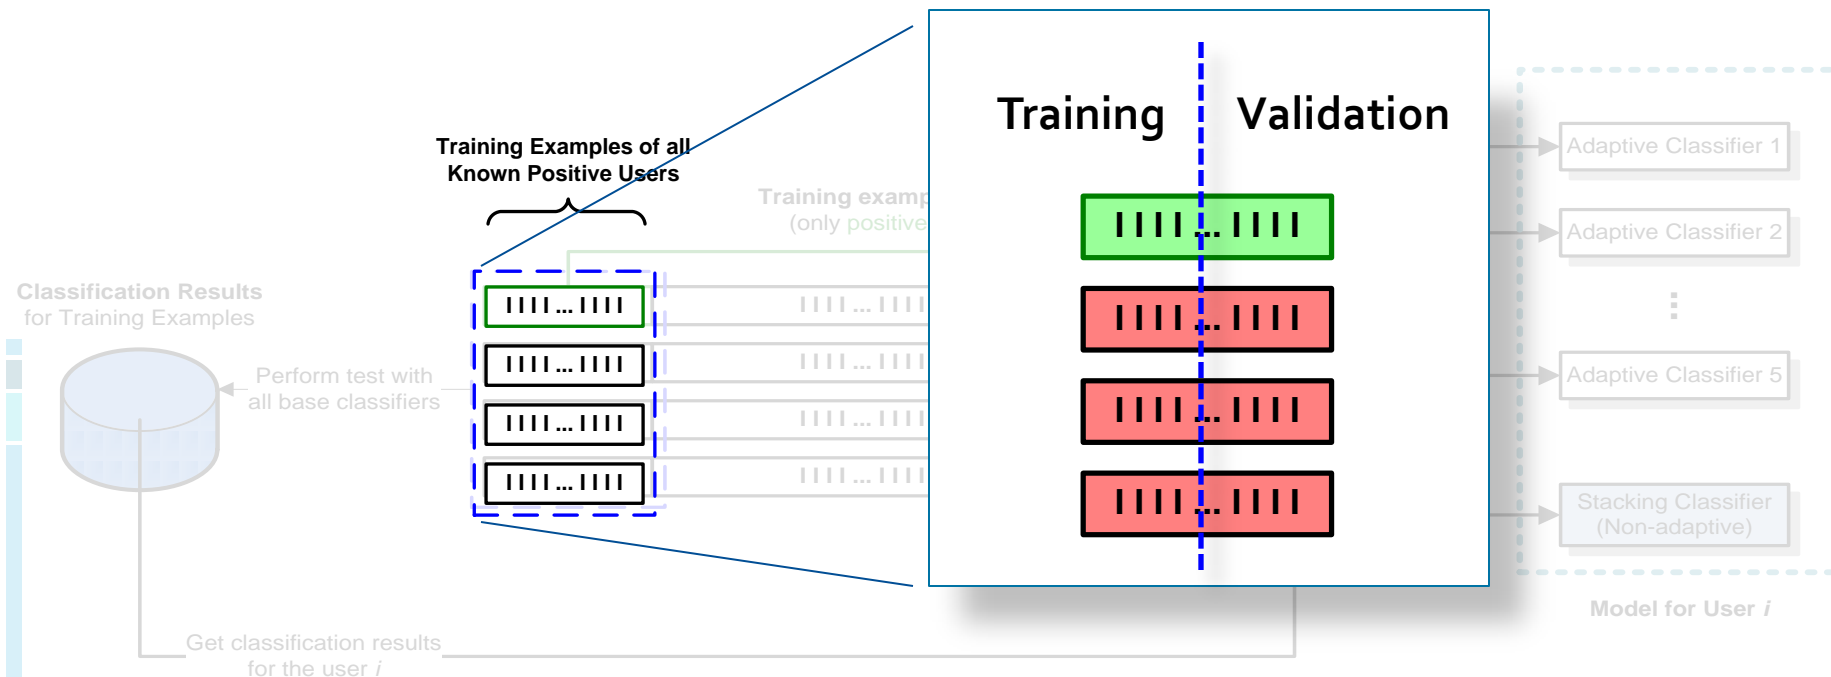 Training Examples of all
Known Positive Users
Training examp
(only positive
Classification Results
for Training Examples
Perform test with
all base classifiers
Get classification results
for the user i
I I I I ... I I I I
I I I I ... I I I I
I I I I ... I I I I
I I I I ... I I I I
I I I I ... I I I I
I I I I ... I I I I
I I I I ... I I I I
I I I I ... I I I I
Training
Validation
I I I I ... I I I I
I I I I ... I I I I
I I I I ... I I I I
I I I I ... I I I I
Adaptive Classifier 1
Adaptive Classifier 2
...
Adaptive Classifier 5
Stacking Classifier
(Non-adaptive)
Model for User i